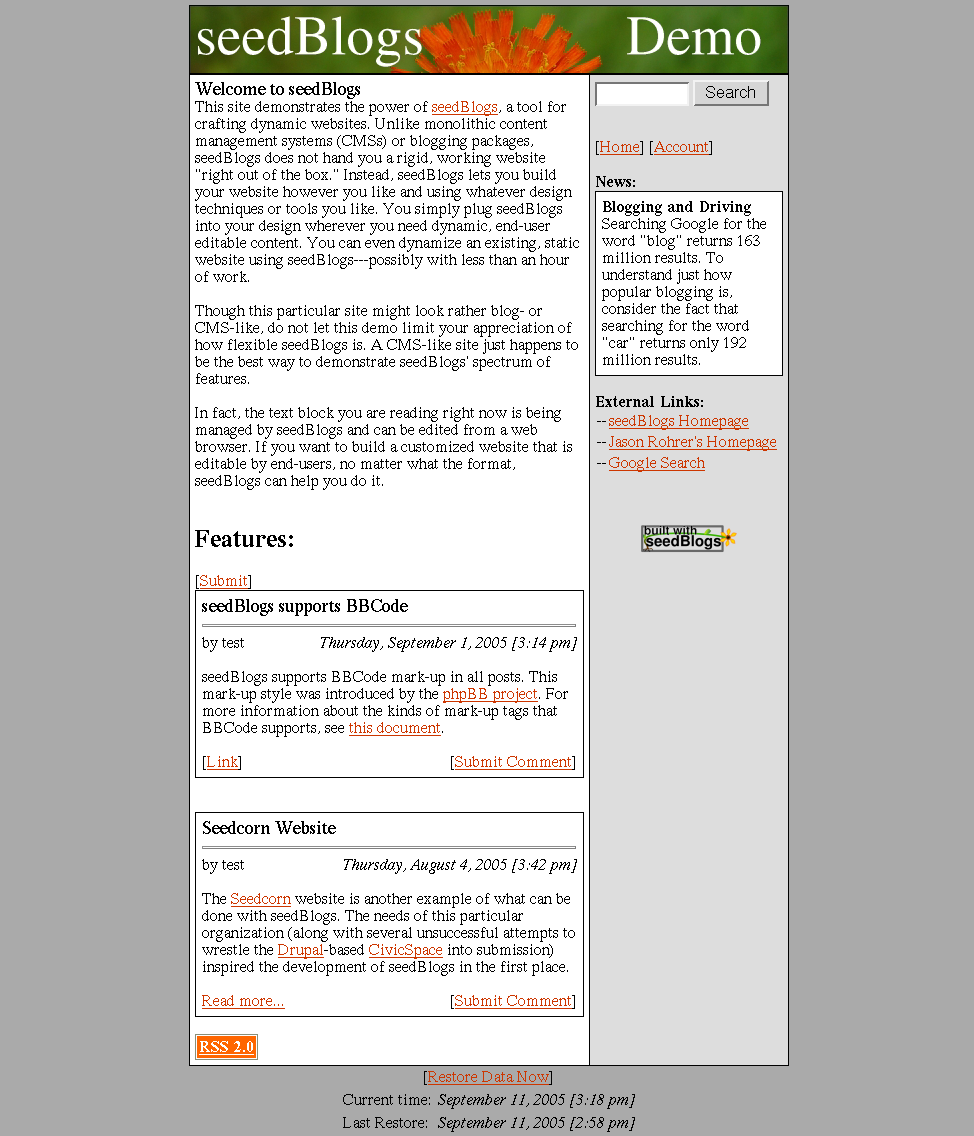 seedBlogs Demo
Welcome to seedBlogs
This site demonstrates the power of seedBlogs, a tool for
crafting dynamic websites. Unlike monolithic content
management systems (CMSs) or blogging packages,
seedBlogs does not hand you a rigid, working website
"right out of the box." Instead, seedBlogs lets you build
your website however you like and using whatever design
techniques or tools you like. You simply plug seedBlogs
into your design wherever you need dynamic, end-user
editable content. You can even dynamize an existing, static
website using seedBlogs---possibly with less than an hour
of work.
Though this particular site might look rather blog- or
CMS-like, do not let this demo limit your appreciation of
how flexible seedBlogs is. A CMS-like site just happens to
be the best way to demonstrate seedBlogs' spectrum of
features.
In fact, the text block you are reading right now is being
managed by seedBlogs and can be edited from a web
browser. If you want to build a customized website that is
editable by end-users, no matter what the format,
seedBlogs can help you do it.
Features:
[Submit]
seedBlogs supports BBCode
by test Thursday, September 1, 2005 [3:14 pm]
seedBlogs supports BBCode mark-up in all posts. This
mark-up style was introduced by the phpBB project. For
more information about the kinds of mark-up tags that
BBCode supports, see this document.
[Link] [Submit Comment]
Seedcorn Website
by test Thursday, August 4, 2005 [3:42 pm]
The Seedcorn website is another example of what can be
done with seedBlogs. The needs of this particular
organization (along with several unsuccessful attempts to
wrestle the Drupal-based CivicSpace into submission)
inspired the development of seedBlogs in the first place.
Read more... [Submit Comment]
RSS 2.0
Search
[Home] [Account]
News:
Blogging and Driving
Searching Google for the
word "blog" returns 163
million results. To
understand just how
popular blogging is,
consider the fact that
searching for the word
"car" returns only 192
million results.
External Links:
--seedBlogs Homepage
--Jason Rohrer's Homepage
--Google Search
built with
seedBlogs
[Restore Data Now]
Current time: September 11, 2005 [3:18 pm]
Last Restore: September 11, 2005 [2:58 pm]